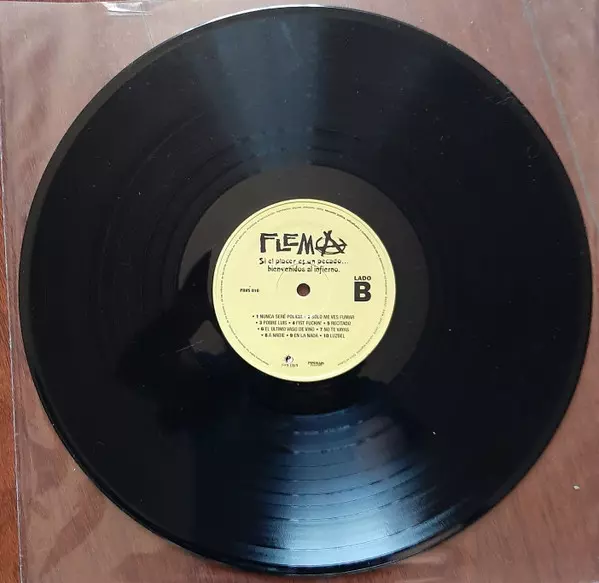 FLEMA
Si el placer es un pecado...
bienvenidos al infierno.
LADO
B
1 NUNCA SERÉ POLICÍA • 2 SÓLO ME VES FUMAR
3 POBRE LUIS • 4 FIST FUCKIN' • 5 RECITADO
6 EL ÚLTIMO VASO DE VINO • 7 NO TE VAYAS
8 A NADIE • 9 EN LA NADA • 10 LUZBEL